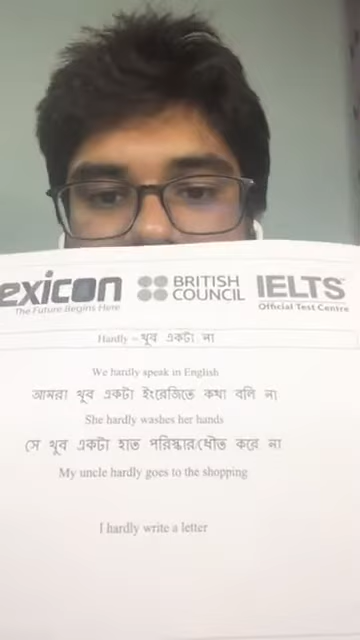 exicon
The Future Begins Here
BRITISH COUNCIL
IELTS
Official Test Centre
Hardly – খুব একটা না
We hardly speak in English
আমরা খুব একটা ইংরেজিতে কথা বলি না
She hardly washes her hands
সে খুব একটা হাত পরিস্কার/ধৌত করে না
My uncle hardly goes to the shopping
I hardly write a letter